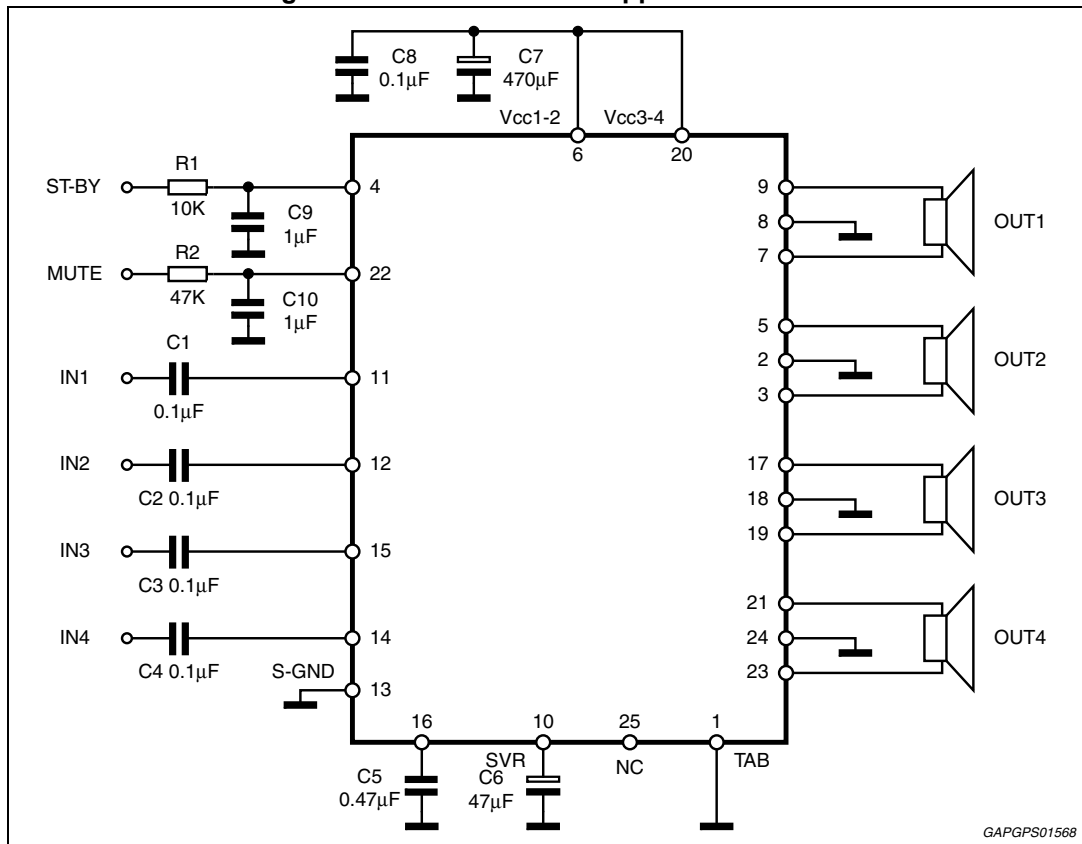 C8
0.1µF
C7
470µF
Vcc1-2
Vcc3-4
6
20
ST-BY
R1
10K
4
C9
1µF
MUTE
R2
47K
22
C10
1µF
IN1
C1
0.1µF
11
IN2
C2 0.1µF
12
IN3
C3 0.1µF
15
IN4
C4 0.1µF
14
S-GND
13
9
8
7
OUT1
5
2
3
OUT2
17
18
19
OUT3
21
24
23
OUT4
16
10
25
1
SVR
NC
TAB
C5
0.47µF
C6
47µF
GAPGPS01568